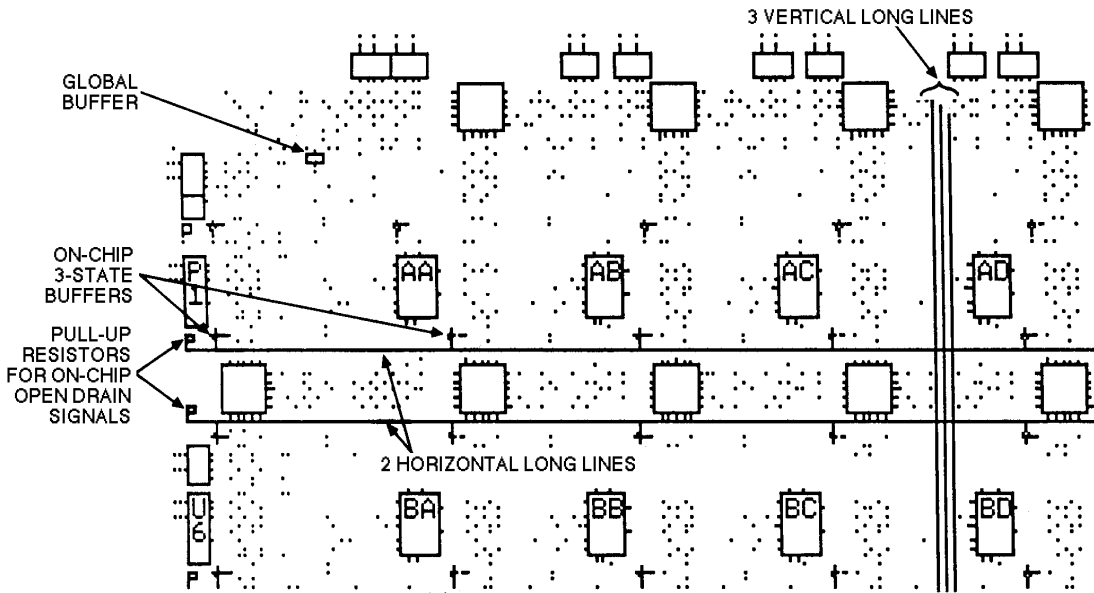 3 VERTICAL LONG LINES
GLOBAL
BUFFER
ON-CHIP
3-STATE
BUFFERS
P
1
AA
AB
AC
AD
PULL-UP
RESISTORS
FOR ON-CHIP
OPEN DRAIN
SIGNALS
2 HORIZONTAL LONG LINES
U
6
BA
BB
BC
BD